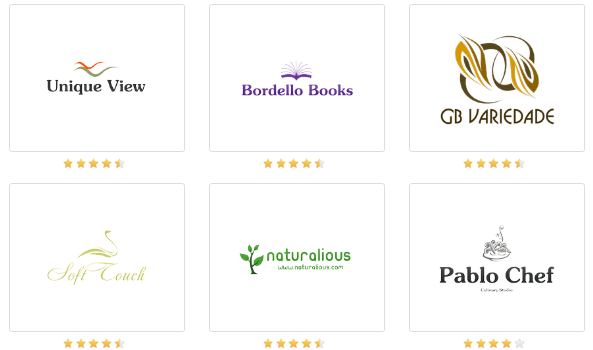 Unique View
Bordello Books
GB VARIEDADE
Soft Touch
naturalious
www.naturalious.com
Pablo Chef
Culinary Studio